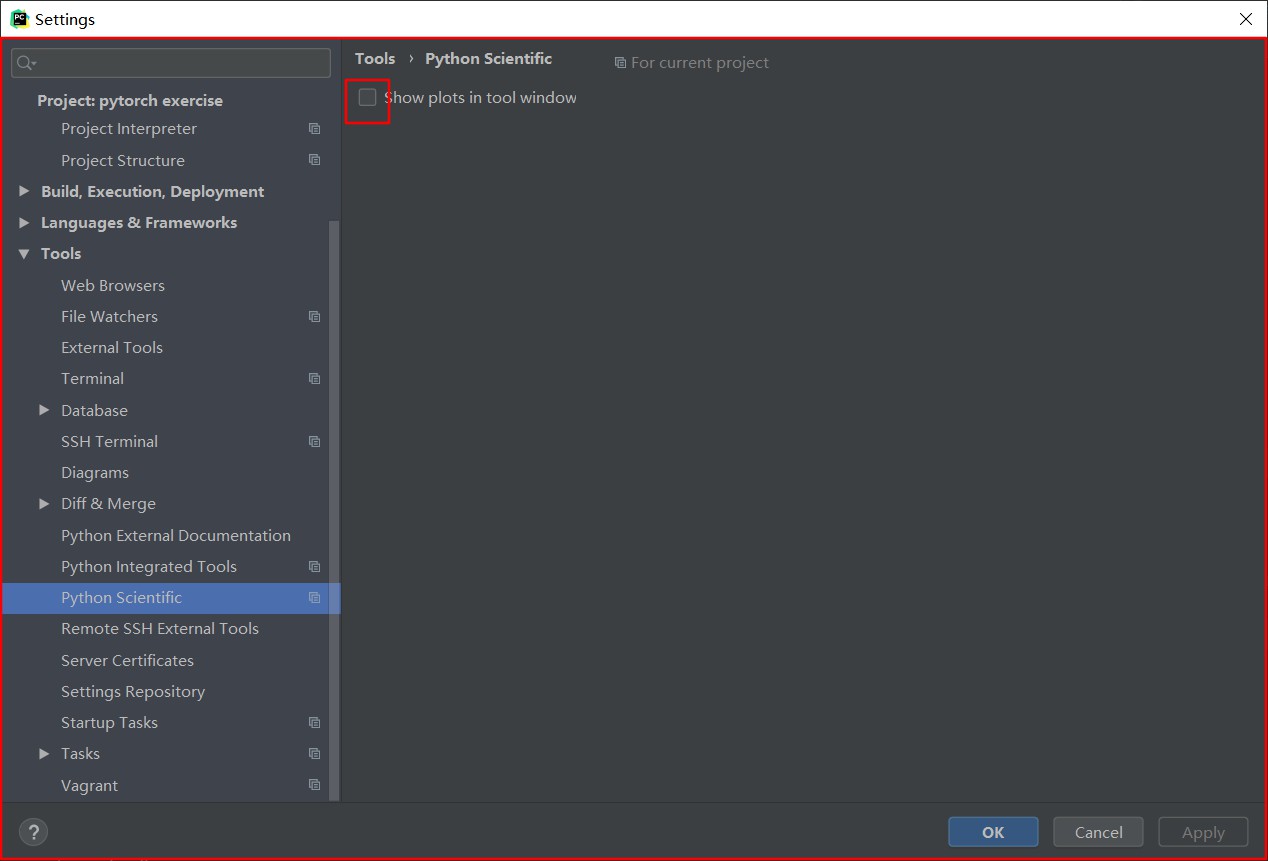 Settings
Tools › Python Scientific
For current project
Show plots in tool window
Project: pytorch exercise
Project Interpreter
Project Structure
Build, Execution, Deployment
Languages & Frameworks
Tools
Web Browsers
File Watchers
External Tools
Terminal
Database
SSH Terminal
Diagrams
Diff & Merge
Python External Documentation
Python Integrated Tools
Python Scientific
Remote SSH External Tools
Server Certificates
Settings Repository
Startup Tasks
Tasks
Vagrant
?
OK
Cancel
Apply